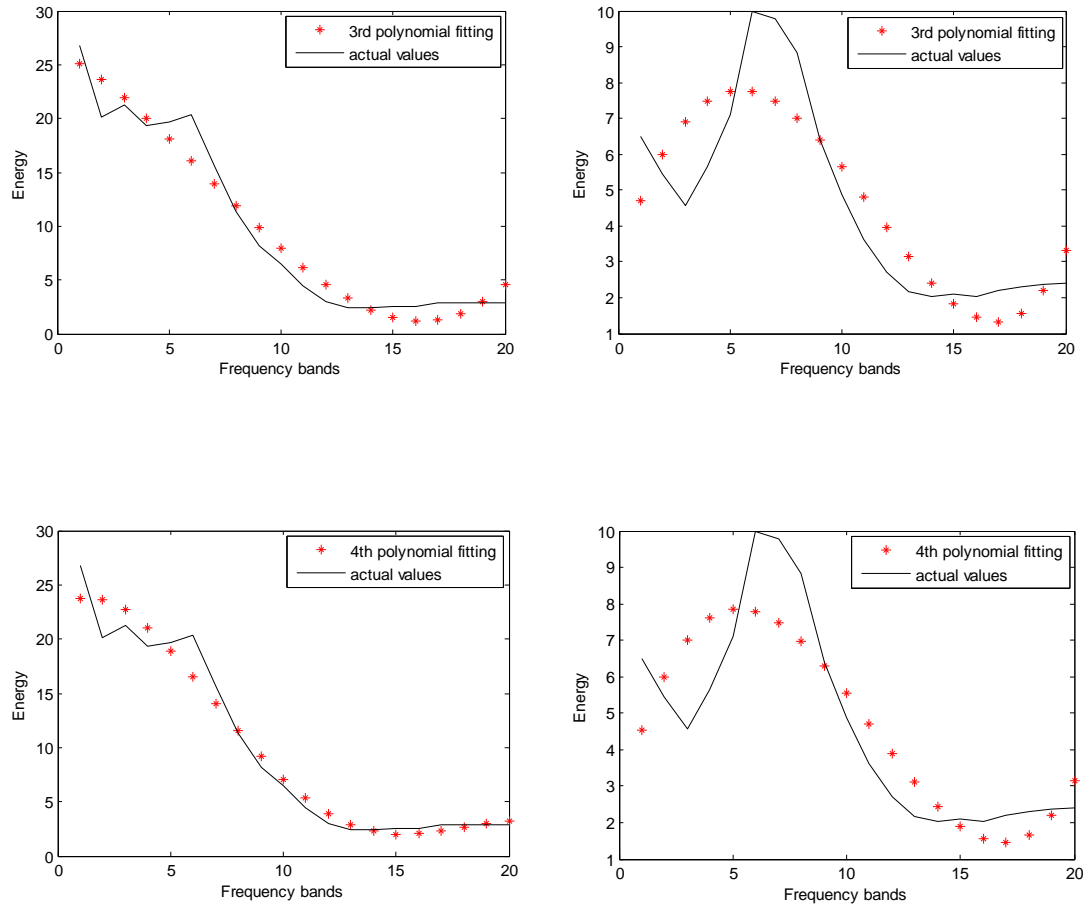 30
25
20
15
10
5
0
Energy
3rd polynomial fitting
actual values
0 5 10 15 20
Frequency bands
10
9
8
7
6
5
4
3
2
1
Energy
3rd polynomial fitting
actual values
0 5 10 15 20
Frequency bands
30
25
20
15
10
5
0
Energy
4th polynomial fitting
actual values
0 5 10 15 20
Frequency bands
10
9
8
7
6
5
4
3
2
1
Energy
4th polynomial fitting
actual values
0 5 10 15 20
Frequency bands